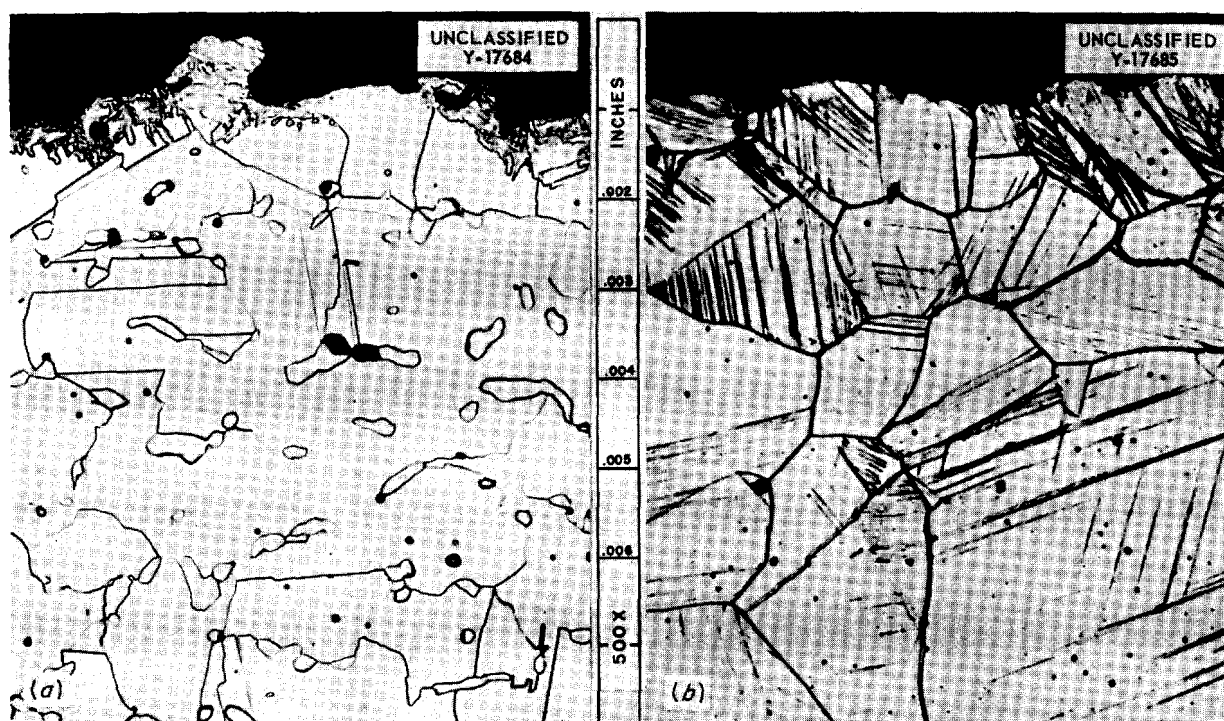 UNCLASSIFIED
Y-17684
INCHES
.002
.003
.004
.005
.006
500X
UNCLASSIFIED
Y-17685
(a)
(b)